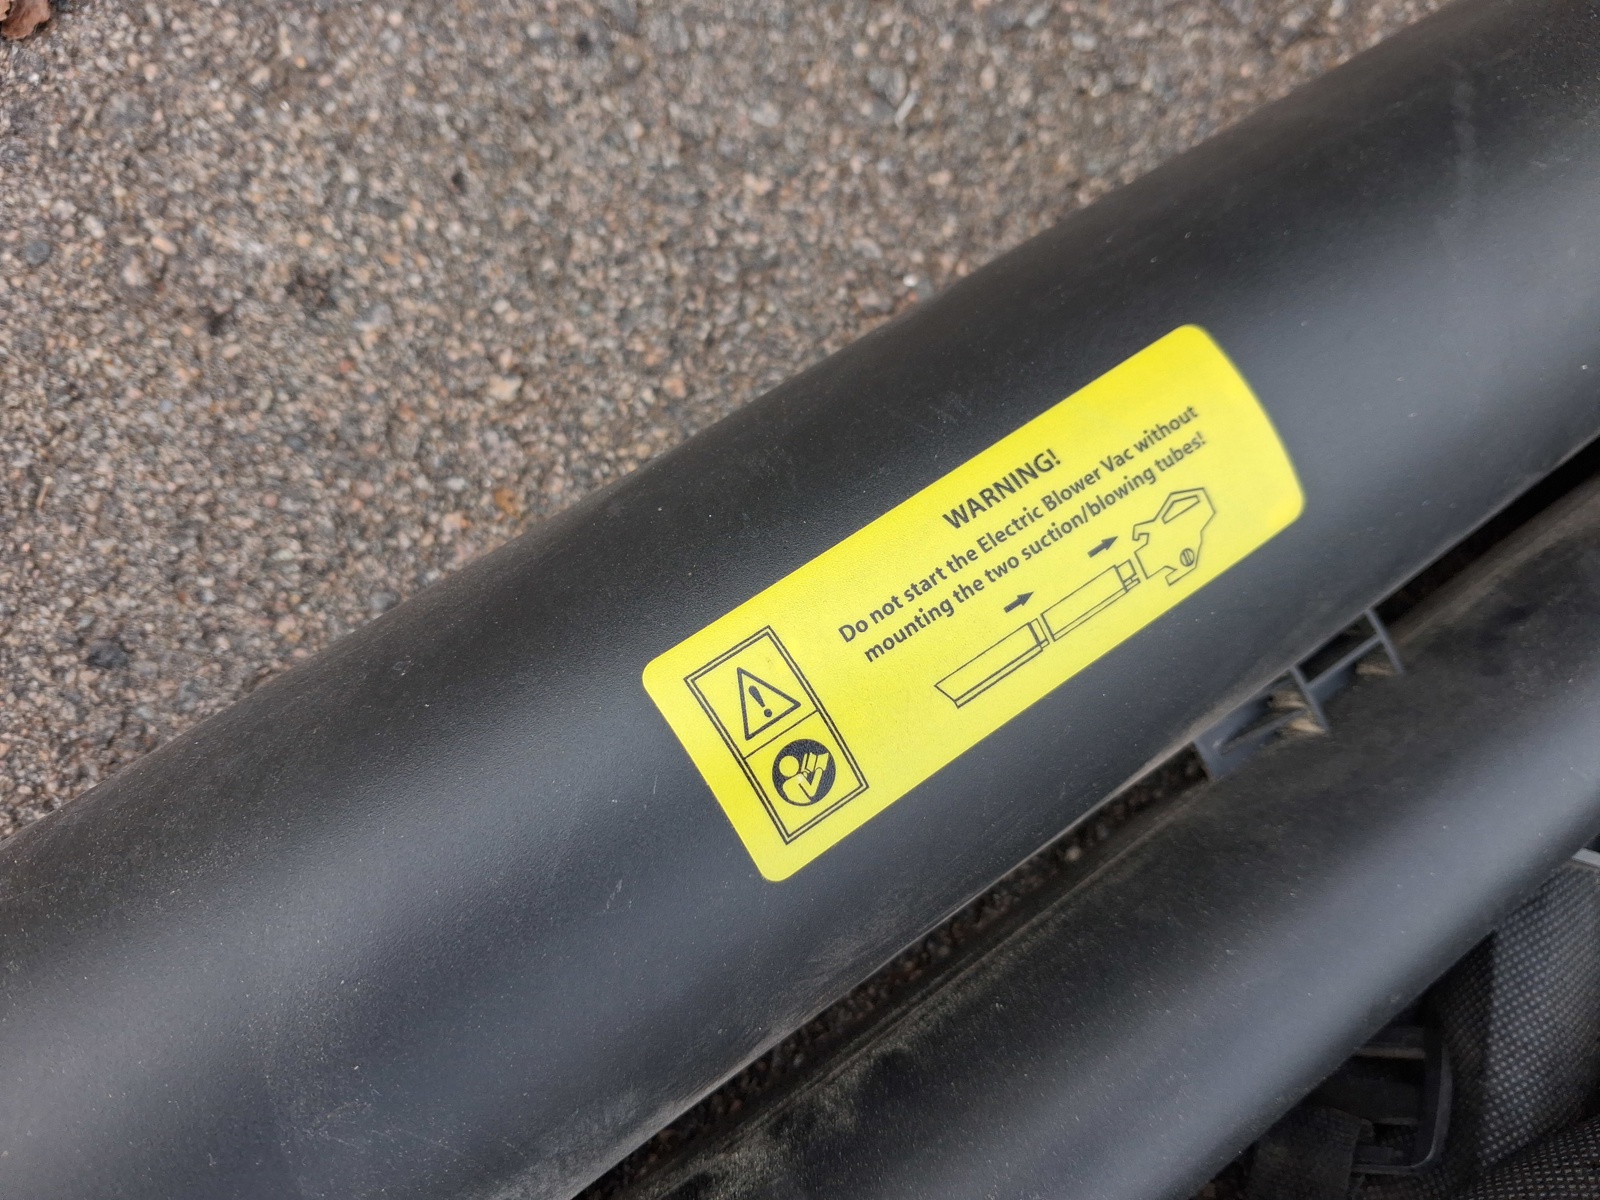 WARNING!
Do not start the Electric Blower Vac without
mounting the two suction/blowing tubes!